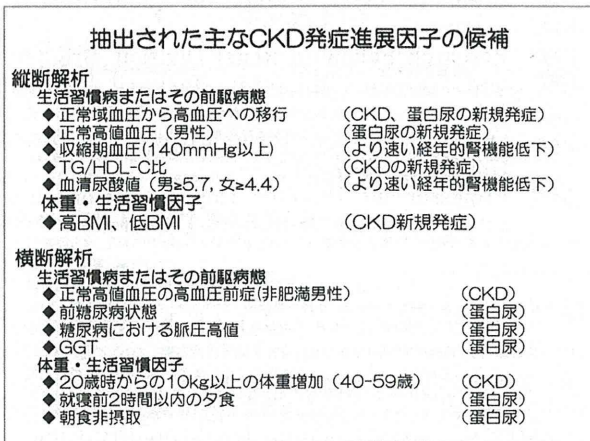 抽出された主なCKD発症進展因子の候補
縦断解析
生活習慣病またはその前駆病態
◆正常域血圧から高血圧への移行 (CKD、蛋白尿の新規発症)
◆正常高値血圧（男性） (蛋白尿の新規発症)
◆収縮期血圧(140mmHg以上) (より速い経年的腎機能低下)
◆TG/HDL-C比 (CKDの新規発症)
◆血清尿酸値（男≥5.7, 女≥4.4） (より速い経年的腎機能低下)
体重・生活習慣因子
◆高BMI、低BMI (CKD新規発症)
横断解析
生活習慣病またはその前駆病態
◆正常高値血圧の高血圧前症(非肥満男性) (CKD)
◆前糖尿病状態 (蛋白尿)
◆糖尿病における脈圧高値 (蛋白尿)
◆GGT (蛋白尿)
体重・生活習慣因子
◆20歳時からの10kg以上の体重増加（40-59歳） (CKD)
◆就寝前2時間以内の夕食 (蛋白尿)
◆朝食非摂取 (蛋白尿)